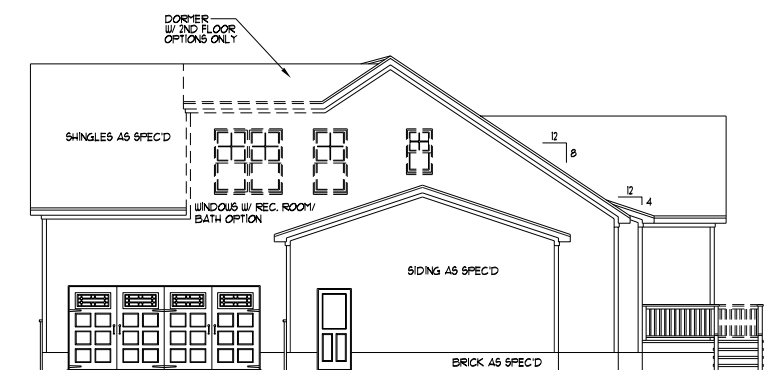 DORMER
W/ 2ND FLOOR
OPTIONS ONLY
SHINGLES AS SPEC'D
12
8
12
4
WINDOWS W/ REC. ROOM/
BATH OPTION
SIDING AS SPEC'D
BRICK AS SPEC'D